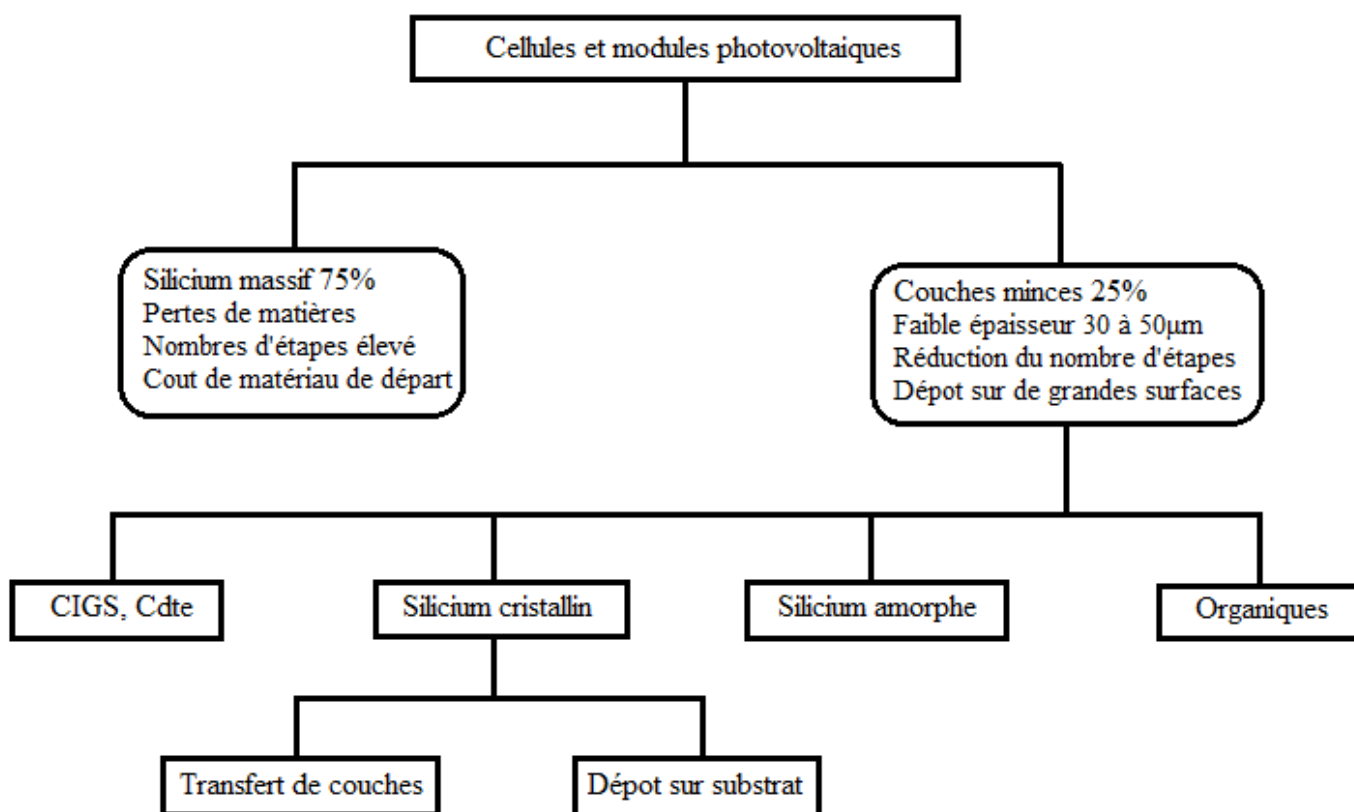 Cellules et modules photovoltaiques
Silicium massif 75%
Pertes de matières
Nombres d'étapes élevé
Cout de matériau de départ
Couches minces 25%
Faible épaisseur 30 à 50µm
Réduction du nombre d'étapes
Dépot sur de grandes surfaces
CIGS, Cdte
Silicium cristallin
Silicium amorphe
Organiques
Transfert de couches
Dépot sur substrat